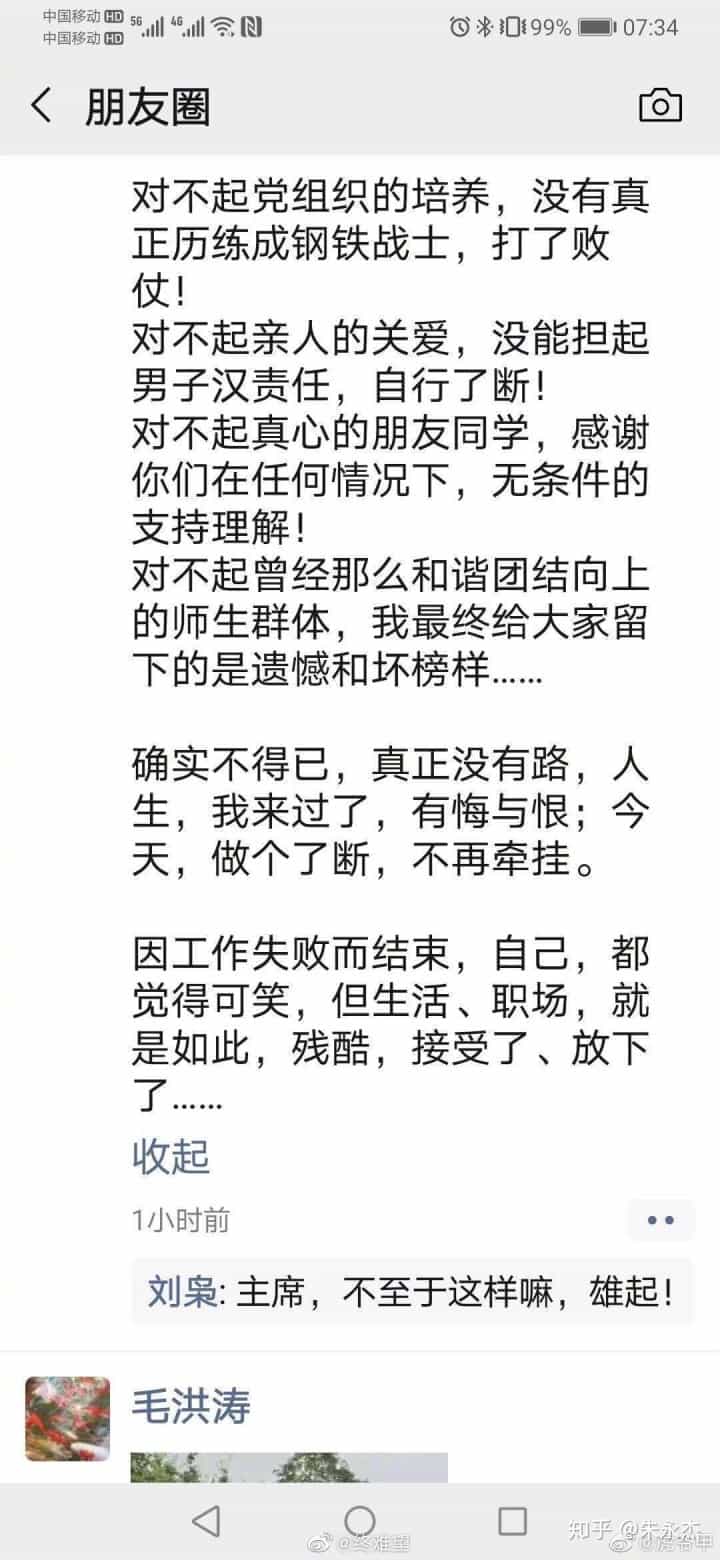 中国移动 HD 5G 4G 99% 07:34
中国移动 HD
朋友圈
对不起党组织的培养，没有真
正历练成钢铁战士，打了败
仗！
对不起亲人的关爱，没能担起
男子汉责任，自行了断！
对不起真心的朋友同学，感谢
你们在任何情况下，无条件的
支持理解！
对不起曾经那么和谐团结向上
的师生群体，我最终给大家留
下的是遗憾和坏榜样……
确实不得已，真正没有路，人
生，我来过了，有悔与恨；今
天，做个了断，不再牵挂。
因工作失败而结束，自己，都
觉得可笑，但生活、职场，就
是如此，残酷，接受了、放下
了……
收起
1小时前
刘枭: 主席，不至于这样嘛，雄起！
毛洪涛
知乎 @朱永杰
@终难望